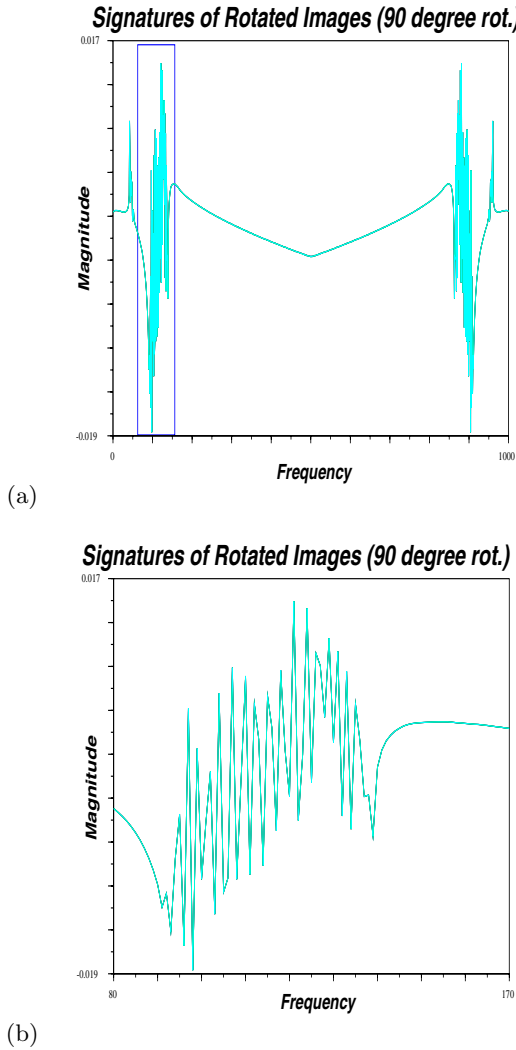 Signatures of Rotated Images (90 degree rot.)
0.017
Magnitude
-0.019
0
1000
Frequency
(a)
Signatures of Rotated Images (90 degree rot.)
0.017
Magnitude
-0.019
80
170
Frequency
(b)